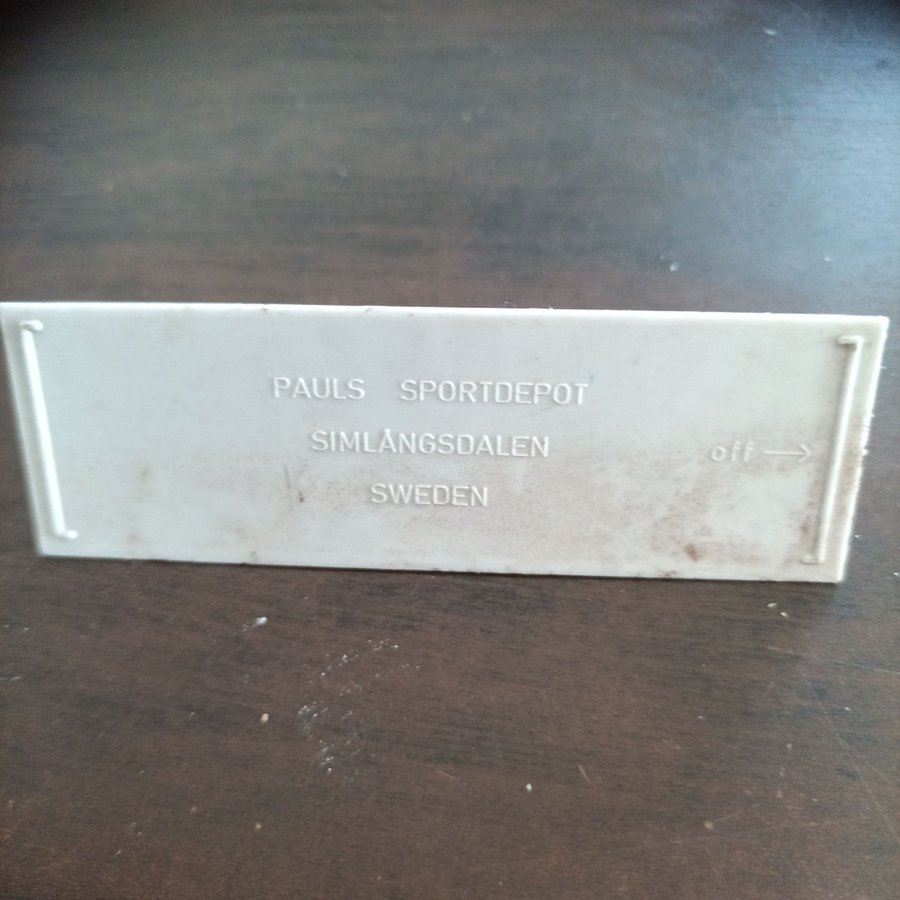 PAULS SPORTDEPOT
SIMLÅNGSDALEN
off →
SWEDEN